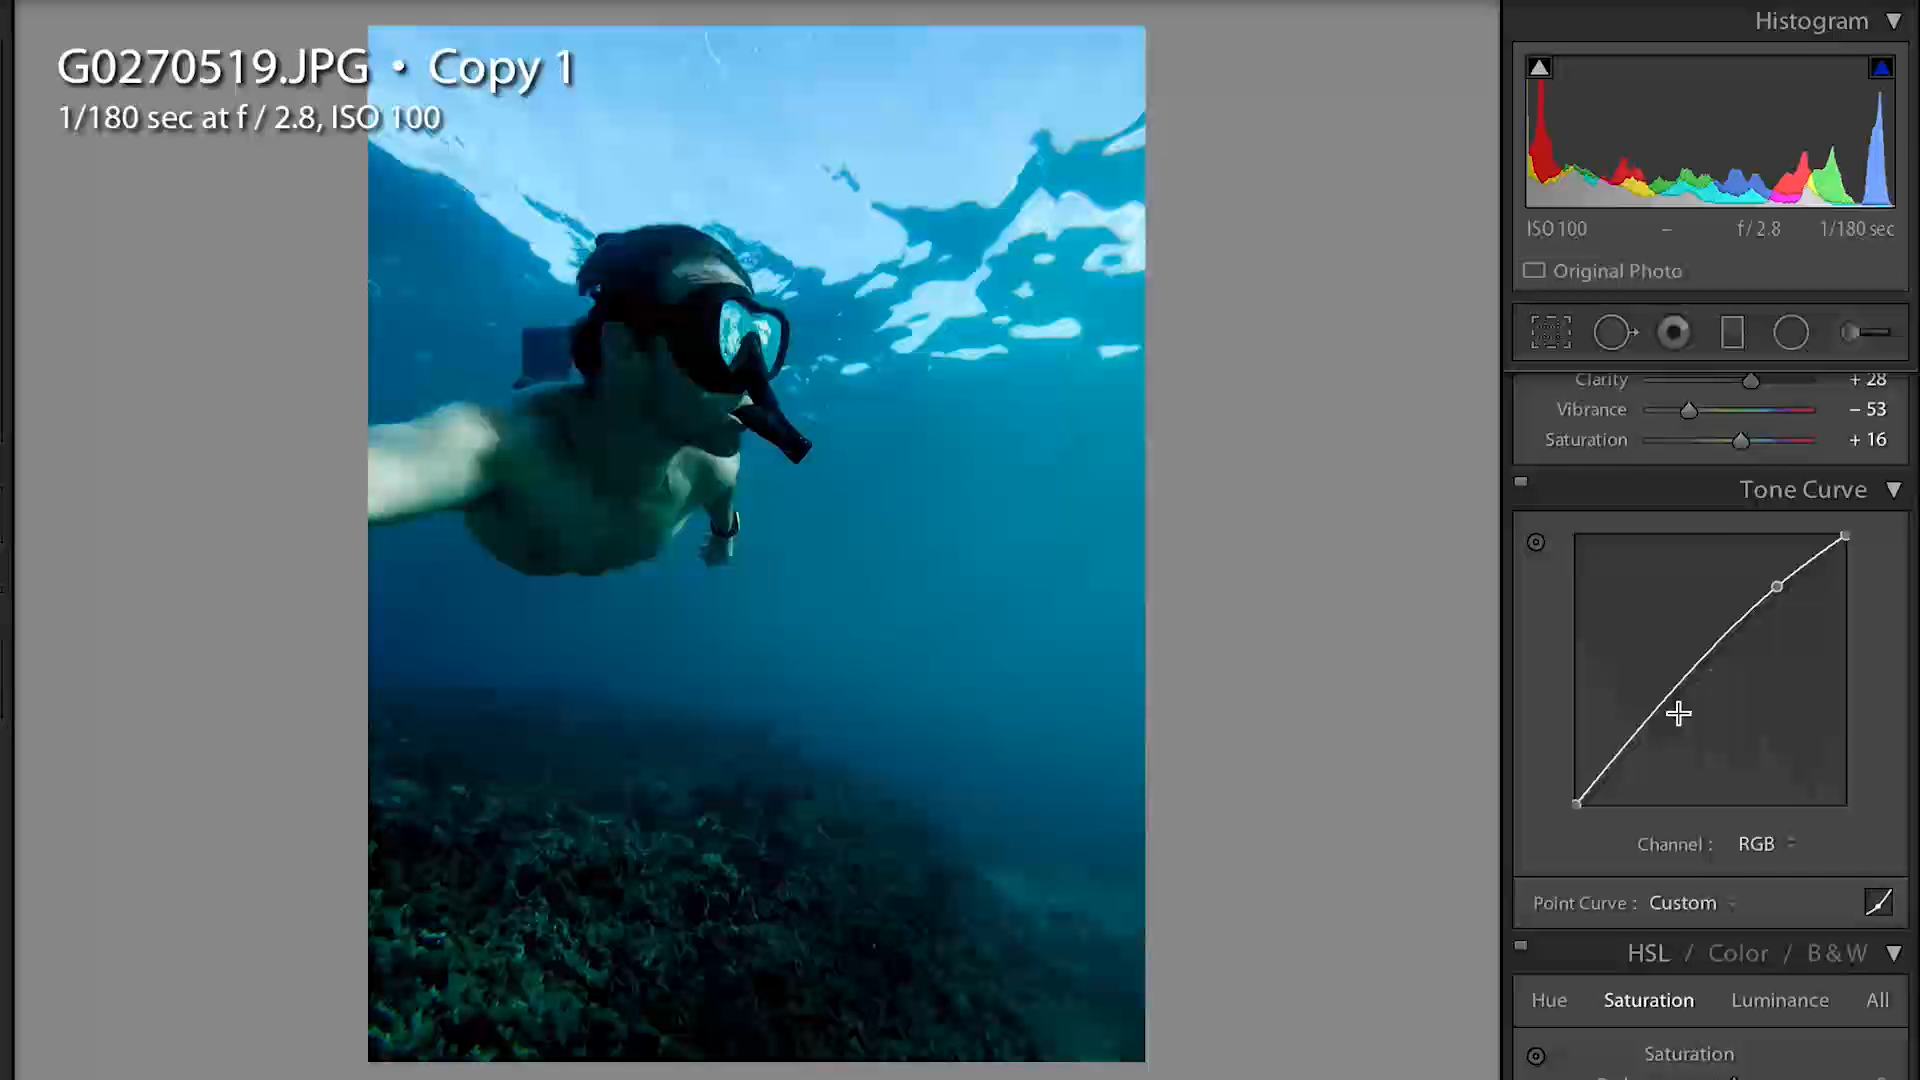 Histogram
G0270519.JPG • Copy 1
1/180 sec at f / 2.8, ISO 100
ISO 100 – f / 2.8 1/180 sec
Original Photo
Clarity + 28
Vibrance – 53
Saturation + 16
Tone Curve
Channel : RGB
Point Curve : Custom
HSL / Color / B & W
Hue Saturation Luminance All
Saturation